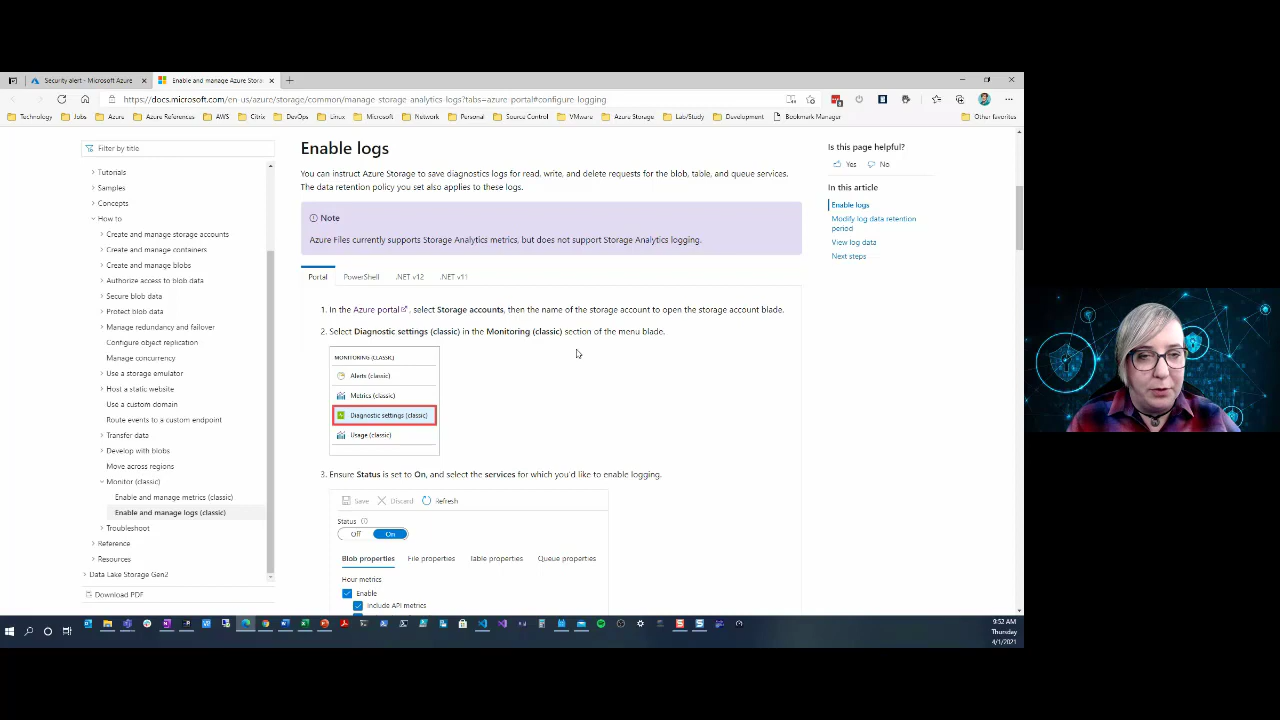 Security alert - Microsoft Azure
Enable and manage Azure Stora
https://docs.microsoft.com/en-us/azure/storage/common/manage-storage-analytics-logs?tabs=azure-portal#configure-logging
Technology Jobs Azure Azure References AWS Citrix DevOps Linux Microsoft Network Personal Source Control VMware Azure Storage Lab/Study Development Bookmark Manager Other favorites
Filter by title
Tutorials
Samples
Concepts
How to
Create and manage storage accounts
Create and manage containers
Create and manage blobs
Authorize access to blob data
Secure blob data
Protect blob data
Manage redundancy and failover
Configure object replication
Manage concurrency
Use a storage emulator
Host a static website
Use a custom domain
Route events to a custom endpoint
Transfer data
Develop with blobs
Move across regions
Monitor (classic)
Enable and manage metrics (classic)
Enable and manage logs (classic)
Troubleshoot
Reference
Resources
Data Lake Storage Gen2
Download PDF
Enable logs
You can instruct Azure Storage to save diagnostics logs for read, write, and delete requests for the blob, table, and queue services.
The data retention policy you set also applies to these logs.
Note
Azure Files currently supports Storage Analytics metrics, but does not support Storage Analytics logging.
Portal PowerShell .NET v12 .NET v11
1. In the Azure portal, select Storage accounts, then the name of the storage account to open the storage account blade.
2. Select Diagnostic settings (classic) in the Monitoring (classic) section of the menu blade.
MONITORING (CLASSIC)
Alerts (classic)
Metrics (classic)
Diagnostic settings (classic)
Usage (classic)
3. Ensure Status is set to On, and select the services for which you'd like to enable logging.
Save Discard Refresh
Status
Off On
Blob properties File properties Table properties Queue properties
Hour metrics
Enable
Include API metrics
Is this page helpful?
Yes No
In this article
Enable logs
Modify log data retention
period
View log data
Next steps
9:52 AM
Thursday
4/1/2021